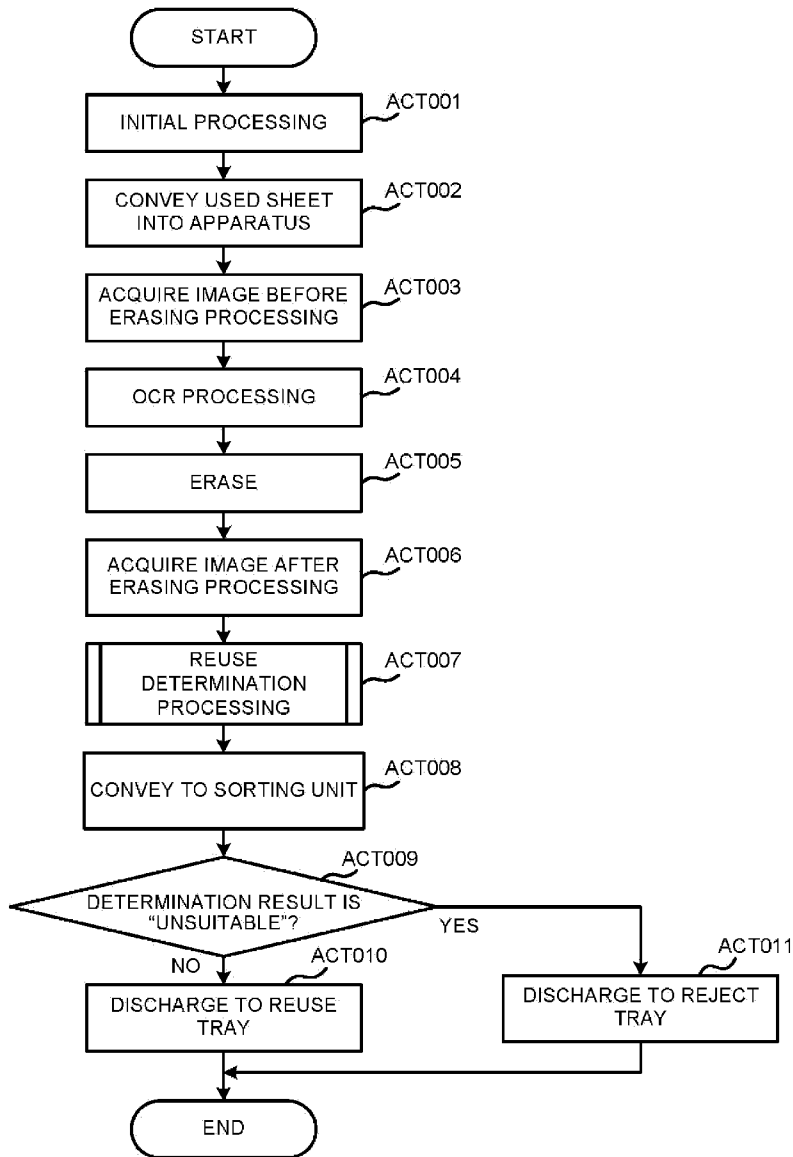 START
ACT001
INITIAL PROCESSING
ACT002
CONVEY USED SHEET
INTO APPARATUS
ACT003
ACQUIRE IMAGE BEFORE
ERASING PROCESSING
ACT004
OCR PROCESSING
ACT005
ERASE
ACT006
ACQUIRE IMAGE AFTER
ERASING PROCESSING
ACT007
REUSE
DETERMINATION
PROCESSING
ACT008
CONVEY TO SORTING UNIT
ACT009
DETERMINATION RESULT IS
“UNSUITABLE”?
YES
NO
ACT010
DISCHARGE TO REUSE
TRAY
ACT011
DISCHARGE TO REJECT
TRAY
END